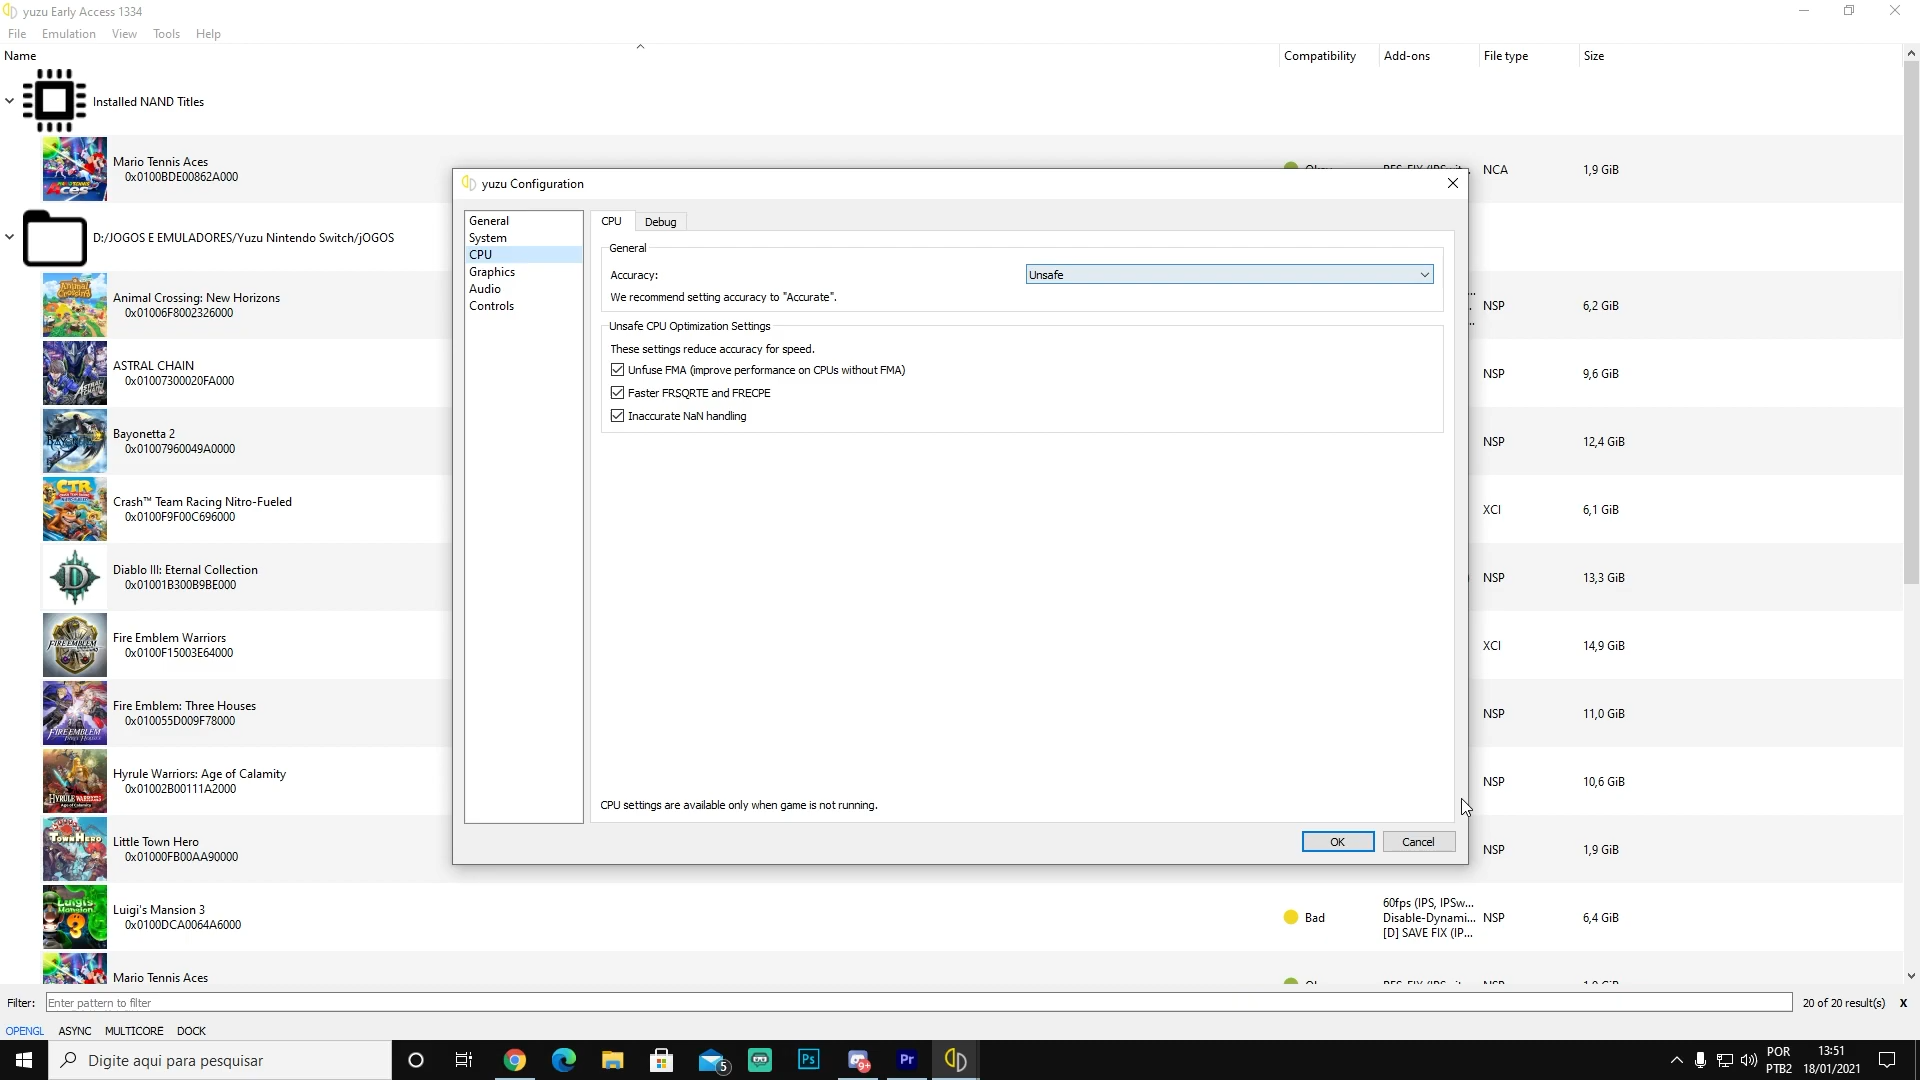 yuzu Early Access 1334
File Emulation View Tools Help
Name Compatibility Add-ons File type Size
Installed NAND Titles
Mario Tennis Aces
0x0100BDE00862A000
NCA 1,9 GiB
D:/JOGOS E EMULADORES/Yuzu Nintendo Switch/jOGOS
Animal Crossing: New Horizons
0x01006F8002326000
NSP 6,2 GiB
ASTRAL CHAIN
0x01007300020FA000
NSP 9,6 GiB
Bayonetta 2
0x01007960049A0000
NSP 12,4 GiB
Crash™ Team Racing Nitro-Fueled
0x0100F9F00C696000
XCI 6,1 GiB
Diablo III: Eternal Collection
0x01001B300B9BE000
NSP 13,3 GiB
Fire Emblem Warriors
0x0100F15003E64000
XCI 14,9 GiB
Fire Emblem: Three Houses
0x010055D009F78000
NSP 11,0 GiB
Hyrule Warriors: Age of Calamity
0x01002B00111A2000
NSP 10,6 GiB
Little Town Hero
0x01000FB00AA90000
NSP 1,9 GiB
Luigi's Mansion 3
0x0100DCA0064A6000
Bad
60fps (IPS, IPSw...
Disable-Dynami...
[D] SAVE FIX (IP...
NSP 6,4 GiB
Mario Tennis Aces
yuzu Configuration
General
System
CPU
Graphics
Audio
Controls
CPU Debug
General
Accuracy: Unsafe
We recommend setting accuracy to "Accurate".
Unsafe CPU Optimization Settings
These settings reduce accuracy for speed.
Unfuse FMA (improve performance on CPUs without FMA)
Faster FRSQRTE and FRECPE
Inaccurate NaN handling
CPU settings are available only when game is not running.
OK Cancel
Filter: Enter pattern to filter 20 of 20 result(s) X
OPENGL ASYNC MULTICORE DOCK
Digite aqui para pesquisar
5
Ps
9+
Pr
POR
PTB2
13:51
18/01/2021